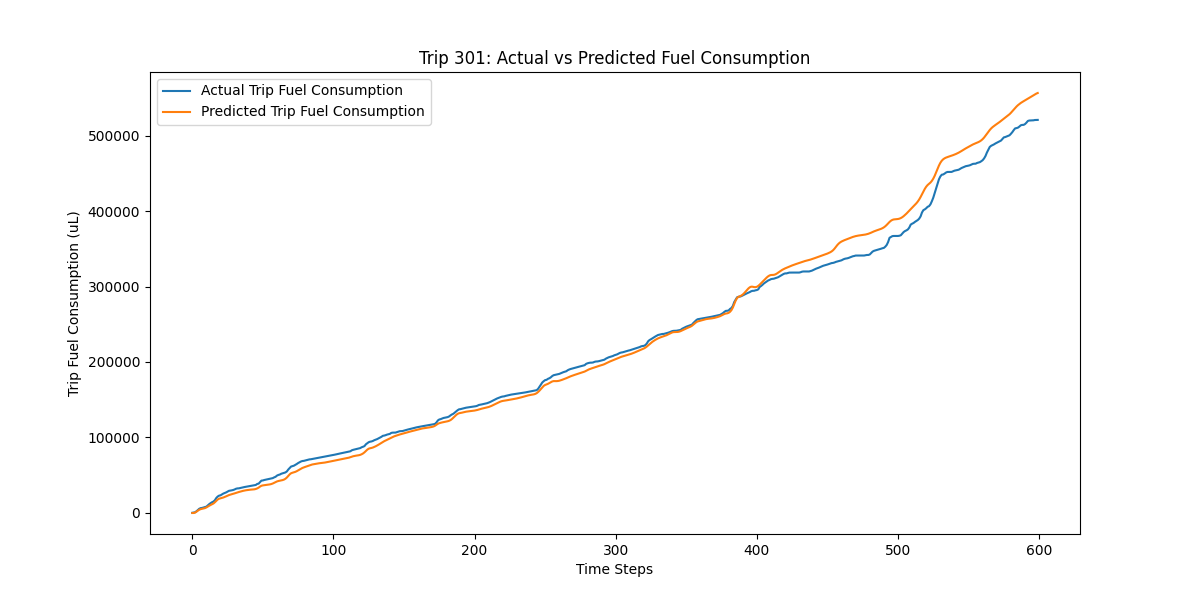 Trip 301: Actual vs Predicted Fuel Consumption
Actual Trip Fuel Consumption
Predicted Trip Fuel Consumption
Trip Fuel Consumption (uL)
500000
400000
300000
200000
100000
0
0 100 200 300 400 500 600
Time Steps